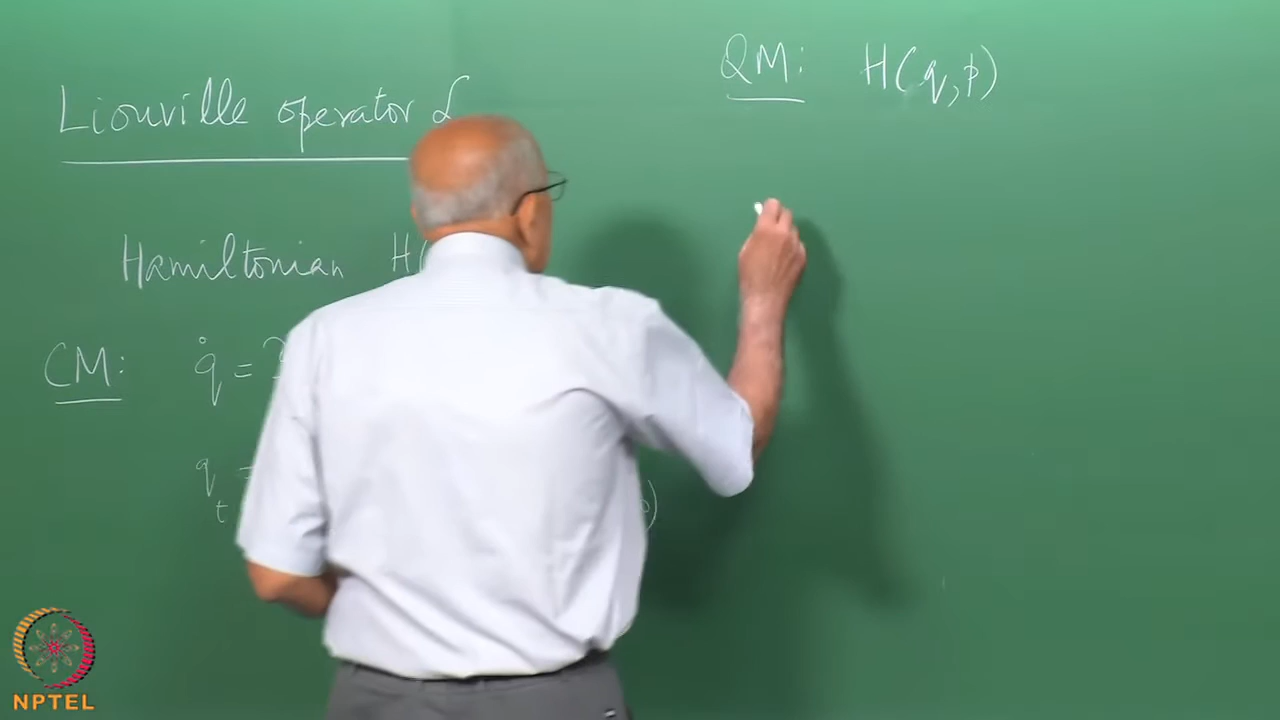 Liouville operator ℒ
Hamiltonian H(
CM: q̇ =
q =
t
)
QM: H(q,p)
NPTEL